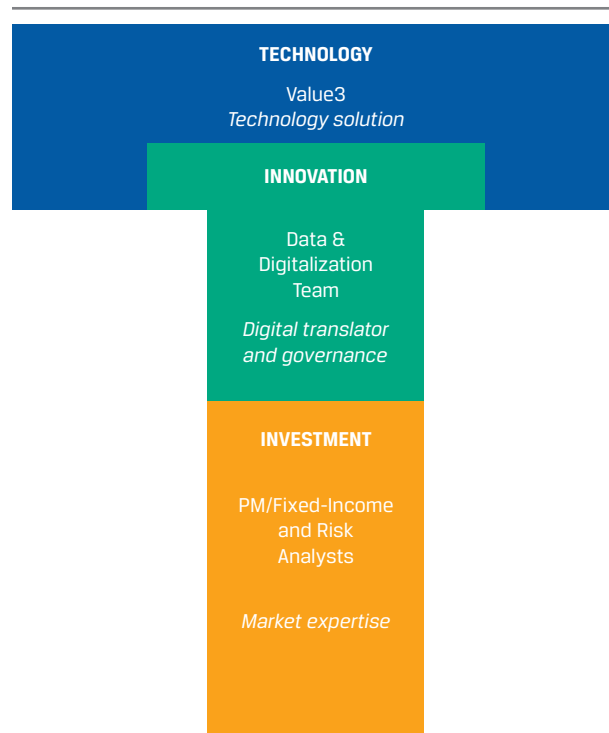 TECHNOLOGY
Value3
Technology solution
INNOVATION
Data &
Digitalization
Team
Digital translator
and governance
INVESTMENT
PM/Fixed-Income
and Risk
Analysts
Market expertise